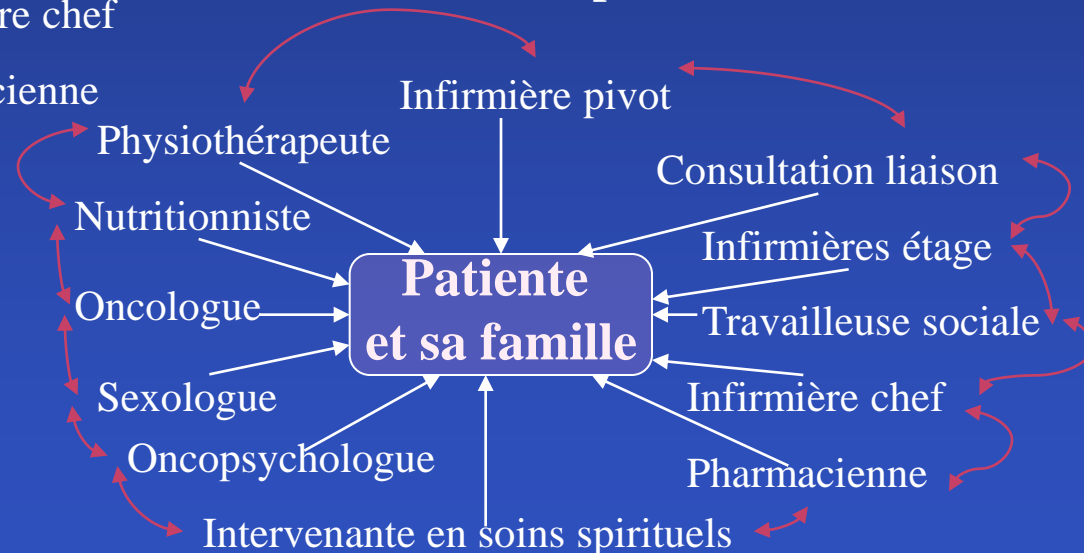 re chef
cienne
Infirmière pivot
Physiothérapeute
Consultation liaison
Nutritionniste
Infirmières étage
Patiente
et sa famille
Oncologue
Travailleuse sociale
Sexologue
Infirmière chef
Oncopsychologue
Pharmacienne
Intervenante en soins spirituels